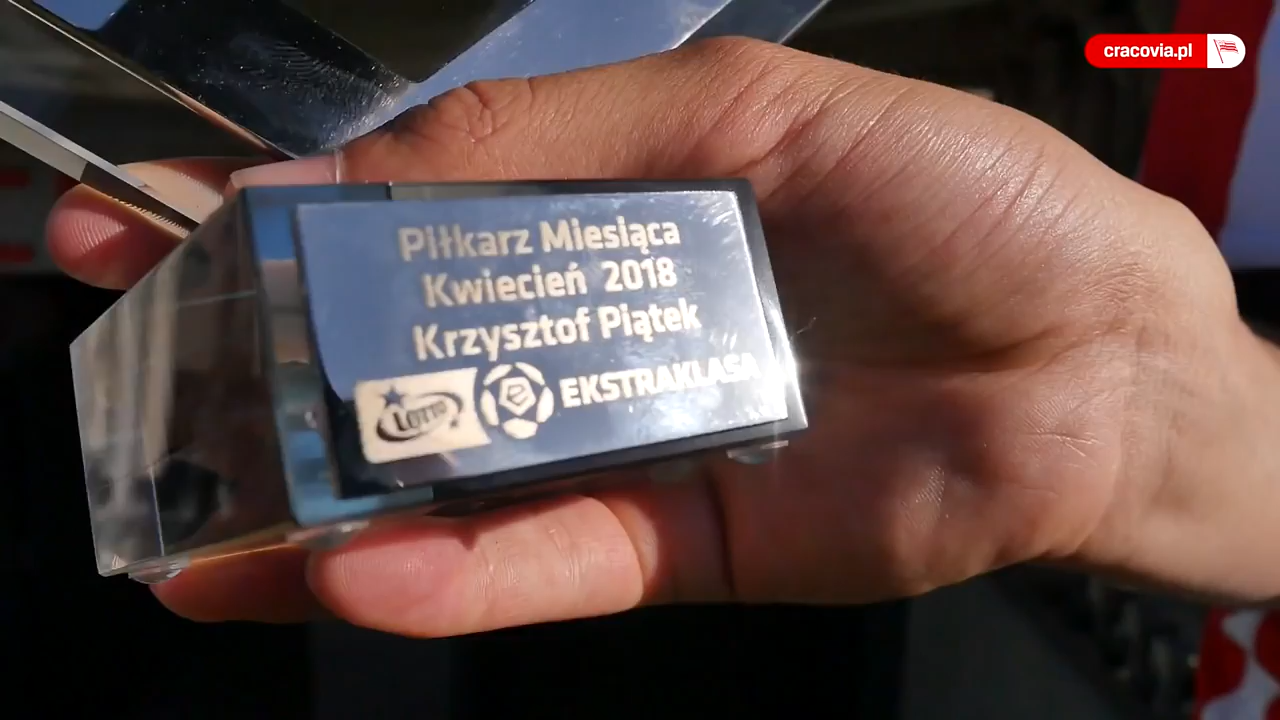 cracovia.pl
Piłkarz Miesiąca
Kwiecień 2018
Krzysztof Piątek
LOTTO EKSTRAKLASA